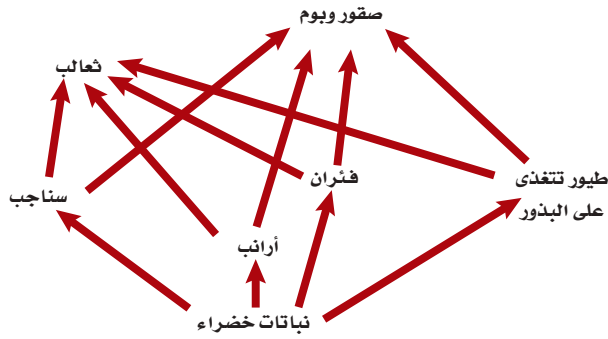 صقور وبوم
ثعالب
فئران
طيور تتغذى
على البذور
سناجب
أرانب
نباتات خضراء